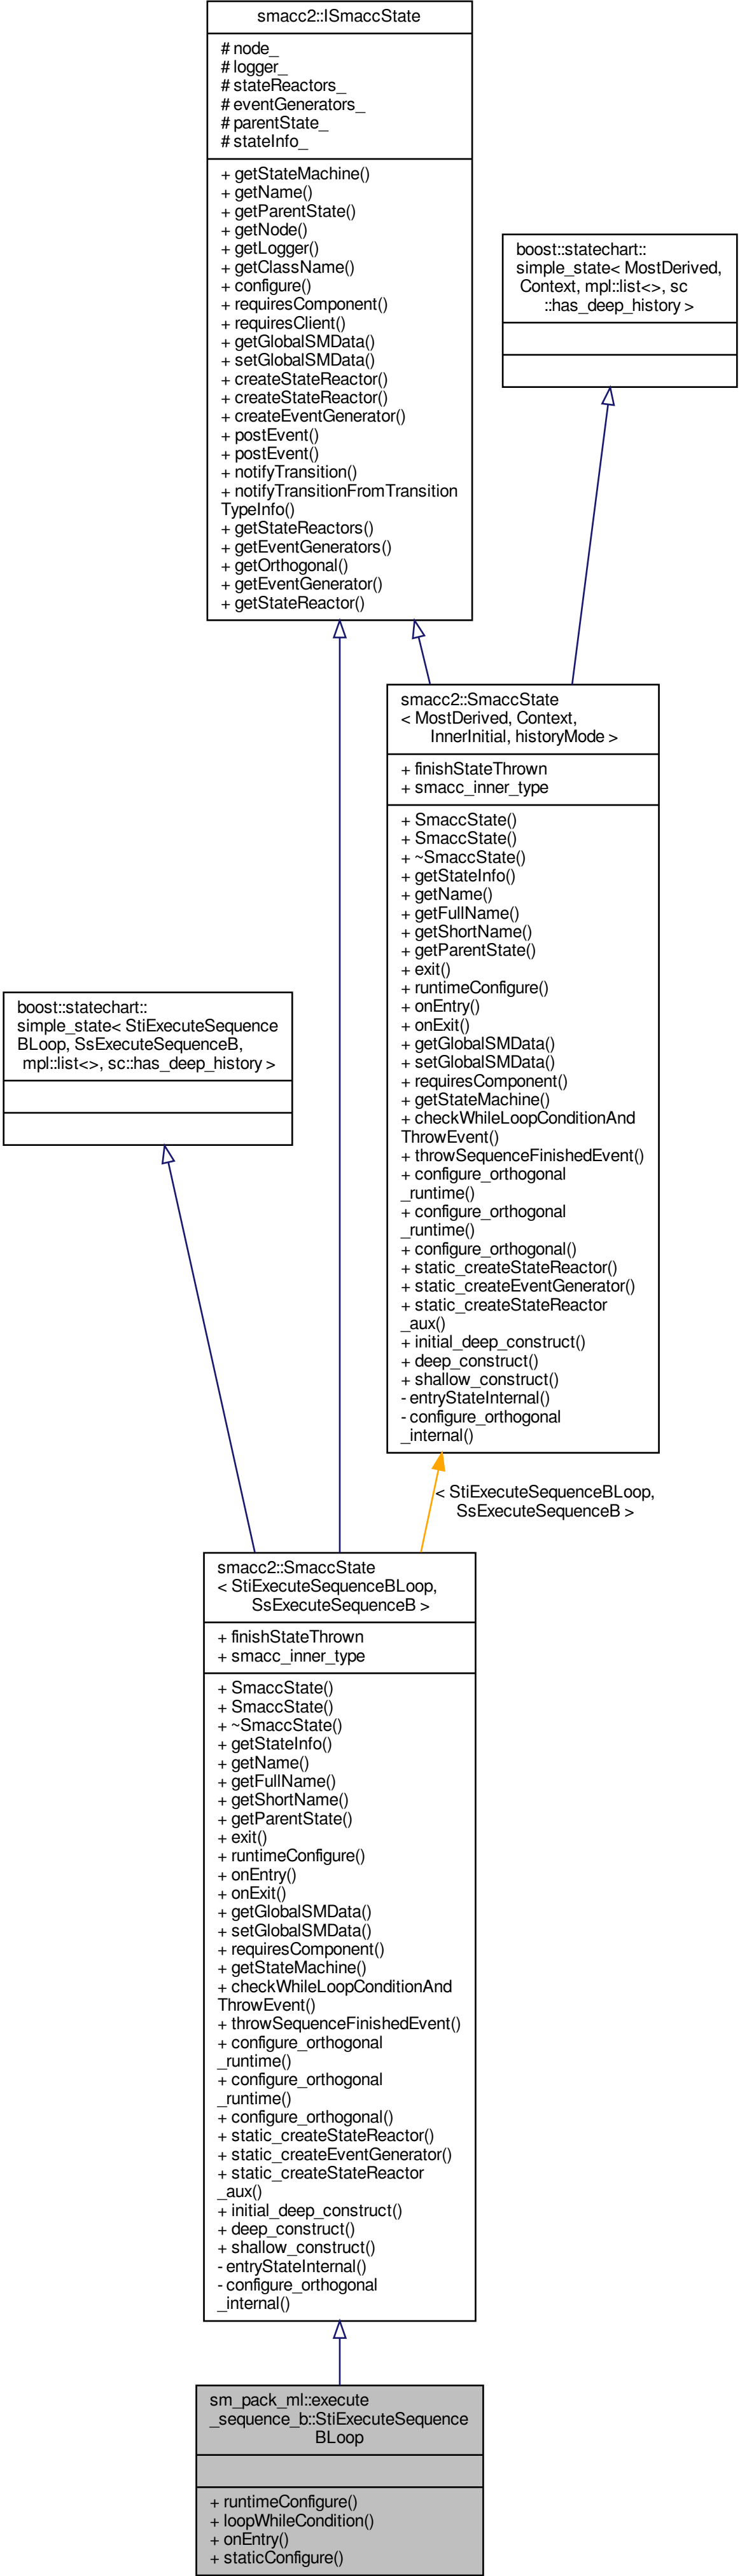 smacc2::ISmaccState
# node_
# logger_
# stateReactors_
# eventGenerators_
# parentState_
# stateInfo_
+ getStateMachine()
+ getName()
+ getParentState()
+ getNode()
+ getLogger()
+ getClassName()
+ configure()
+ requiresComponent()
+ requiresClient()
+ getGlobalSMData()
+ setGlobalSMData()
+ createStateReactor()
+ createStateReactor()
+ createEventGenerator()
+ postEvent()
+ postEvent()
+ notifyTransition()
+ notifyTransitionFromTransition
TypeInfo()
+ getStateReactors()
+ getEventGenerators()
+ getOrthogonal()
+ getEventGenerator()
+ getStateReactor()
boost::statechart::
simple_state< MostDerived,
Context, mpl::list<>, sc
::has_deep_history >
smacc2::SmaccState
< MostDerived, Context,
InnerInitial, historyMode >
+ finishStateThrown
+ smacc_inner_type
+ SmaccState()
+ SmaccState()
+ ~SmaccState()
+ getStateInfo()
+ getName()
+ getFullName()
+ getShortName()
+ getParentState()
+ exit()
+ runtimeConfigure()
+ onEntry()
+ onExit()
+ getGlobalSMData()
+ setGlobalSMData()
+ requiresComponent()
+ getStateMachine()
+ checkWhileLoopConditionAnd
ThrowEvent()
+ throwSequenceFinishedEvent()
+ configure_orthogonal
_runtime()
+ configure_orthogonal
_runtime()
+ configure_orthogonal()
+ static_createStateReactor()
+ static_createEventGenerator()
+ static_createStateReactor
_aux()
+ initial_deep_construct()
+ deep_construct()
+ shallow_construct()
- entryStateInternal()
- configure_orthogonal
_internal()
boost::statechart::
simple_state< StiExecuteSequence
BLoop, SsExecuteSequenceB,
mpl::list<>, sc::has_deep_history >
< StiExecuteSequenceBLoop,
SsExecuteSequenceB >
smacc2::SmaccState
< StiExecuteSequenceBLoop,
SsExecuteSequenceB >
+ finishStateThrown
+ smacc_inner_type
+ SmaccState()
+ SmaccState()
+ ~SmaccState()
+ getStateInfo()
+ getName()
+ getFullName()
+ getShortName()
+ getParentState()
+ exit()
+ runtimeConfigure()
+ onEntry()
+ onExit()
+ getGlobalSMData()
+ setGlobalSMData()
+ requiresComponent()
+ getStateMachine()
+ checkWhileLoopConditionAnd
ThrowEvent()
+ throwSequenceFinishedEvent()
+ configure_orthogonal
_runtime()
+ configure_orthogonal
_runtime()
+ configure_orthogonal()
+ static_createStateReactor()
+ static_createEventGenerator()
+ static_createStateReactor
_aux()
+ initial_deep_construct()
+ deep_construct()
+ shallow_construct()
- entryStateInternal()
- configure_orthogonal
_internal()
sm_pack_ml::execute
_sequence_b::StiExecuteSequence
BLoop
+ runtimeConfigure()
+ loopWhileCondition()
+ onEntry()
+ staticConfigure()